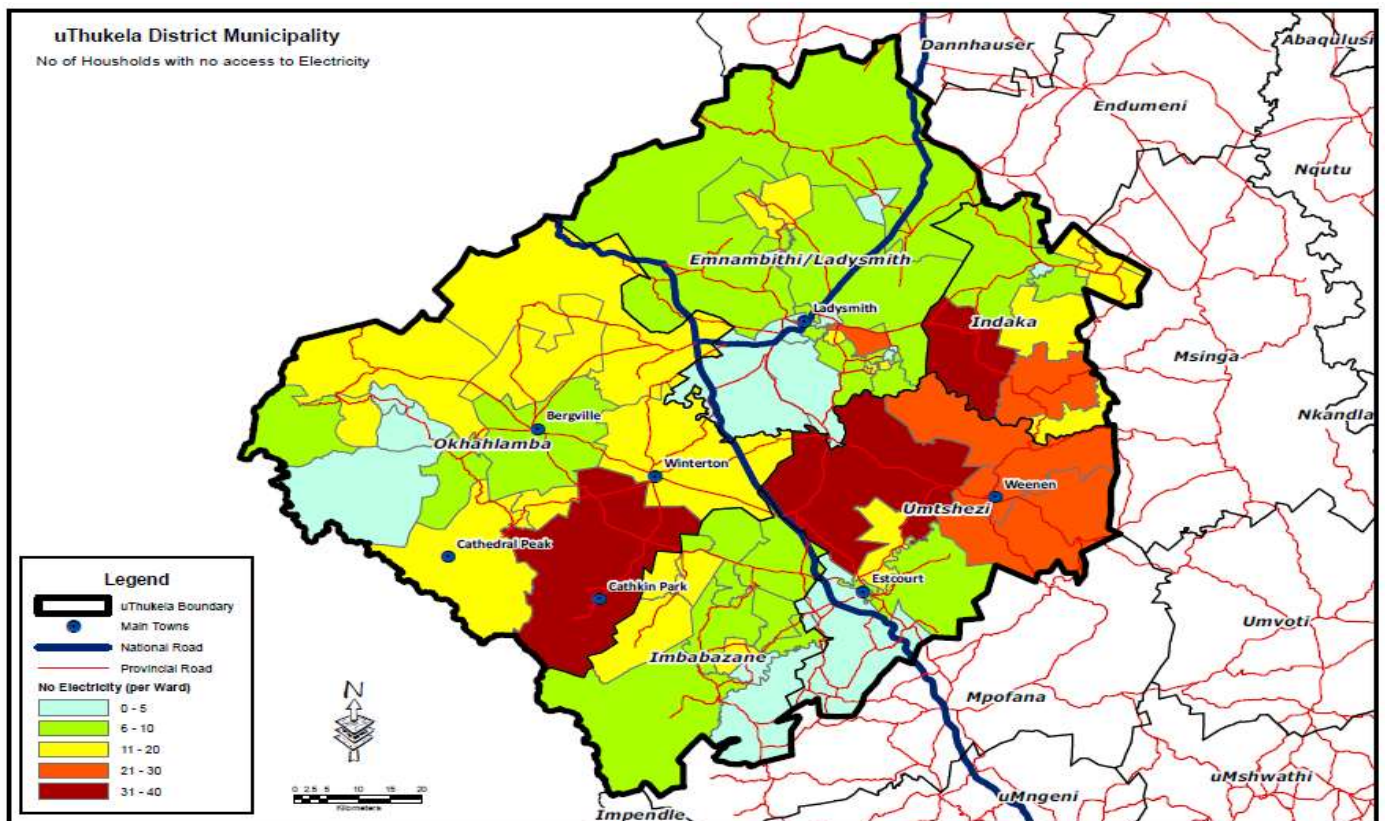 uThukela District Municipality
No of Housholds with no access to Electricity
Dannhauser
Abaqulusi
Endumeni
Nqutu
Emnambithi/Ladysmith
Ladysmith
Indaka
Msinga
Nkandla
Bergville
Okhahlamba
Winterton
Weenen
Umtshezi
Cathedral Peak
Estcourt
Cathkin Park
Umvoti
Imbabazane
Mpofana
uMshwathi
uMngeni
Impendle
Legend
uThukela Boundary
Main Towns
National Road
Provincial Road
No Electricity (per Ward)
0 - 5
6 - 10
11 - 20
21 - 30
31 - 40
N
0 2.5 5 10 15 20
Kilometers